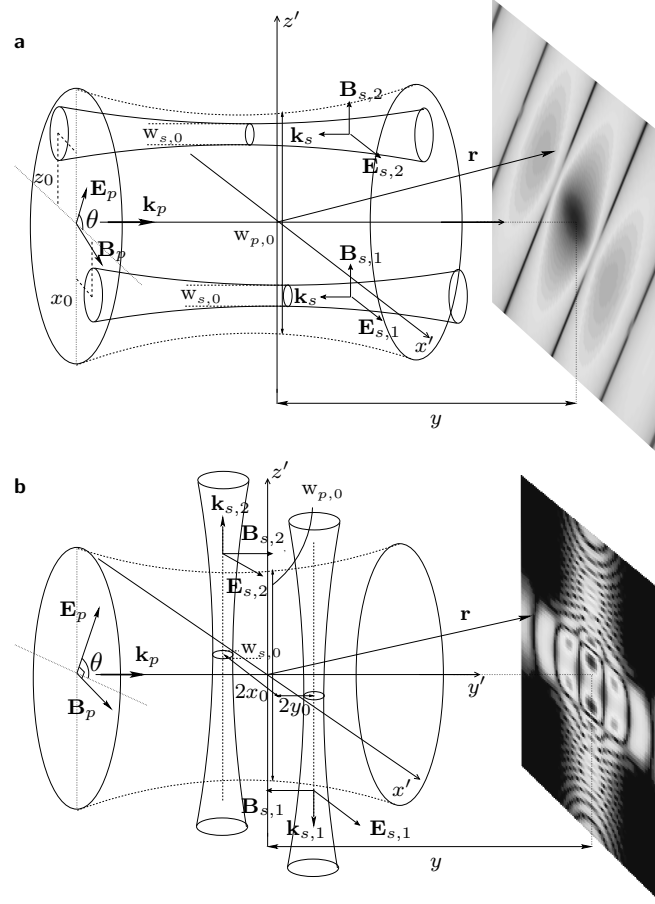 a
z′
B_{s,2}
w_{s,0}
k_s
r
E_{s,2}
z_0
E_p
θ
k_p
w_{p,0}
B_p
B_{s,1}
x_0
w_{s,0}
k_s
E_{s,1}
x′
y
b
z′
w_{p,0}
k_{s,2}
B_{s,2}
E_{s,2}
r
E_p
θ
k_p
w_{s,0}
2x_0
2y_0
y′
B_p
x′
B_{s,1}
k_{s,1}
E_{s,1}
y